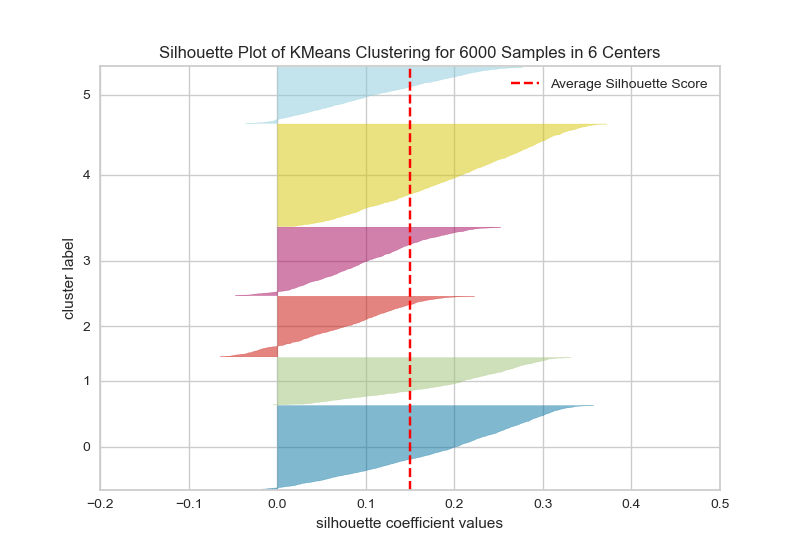 Silhouette Plot of KMeans Clustering for 6000 Samples in 6 Centers
Average Silhouette Score
5
4
3
2
1
0
cluster label
−0.2 −0.1 0.0 0.1 0.2 0.3 0.4 0.5
silhouette coefficient values